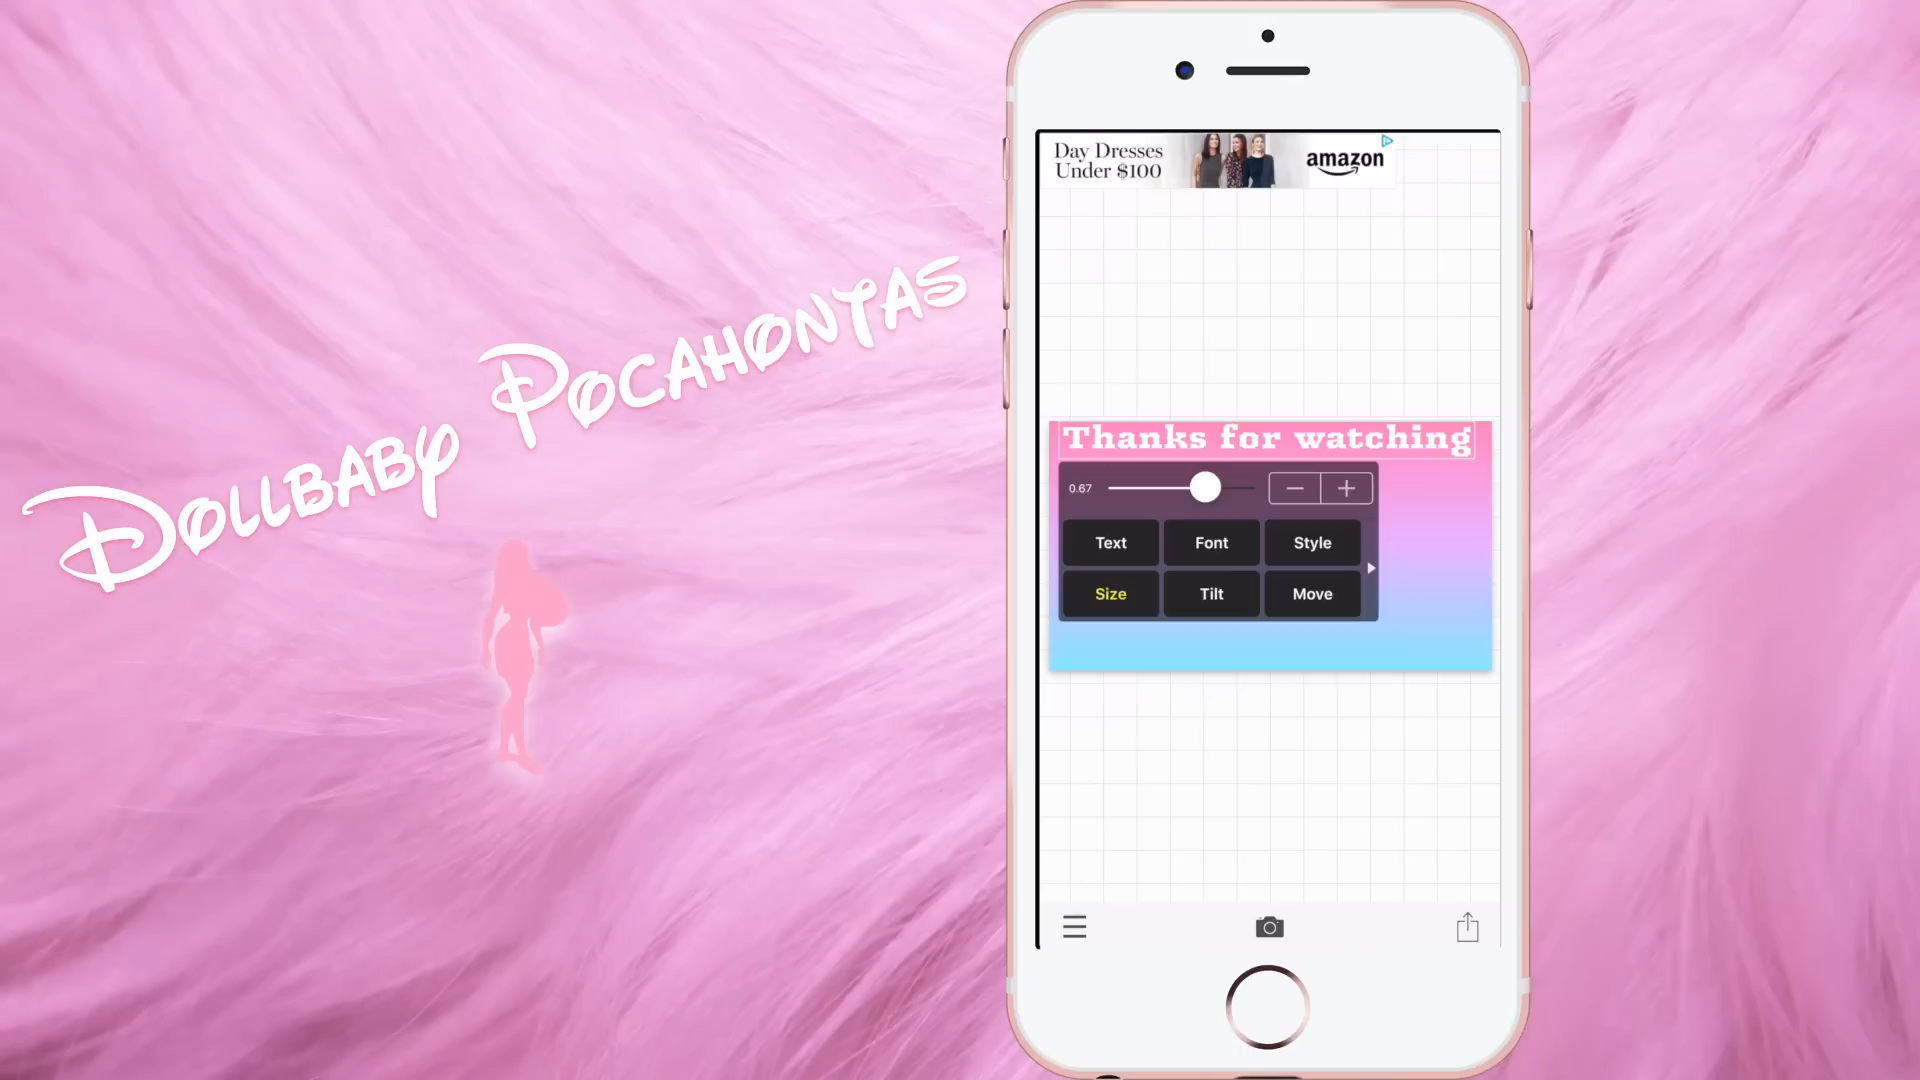 Dollbaby Pocahontas
Day Dresses
Under $100
amazon
Thanks for watching
0.67
Text
Font
Style
Size
Tilt
Move